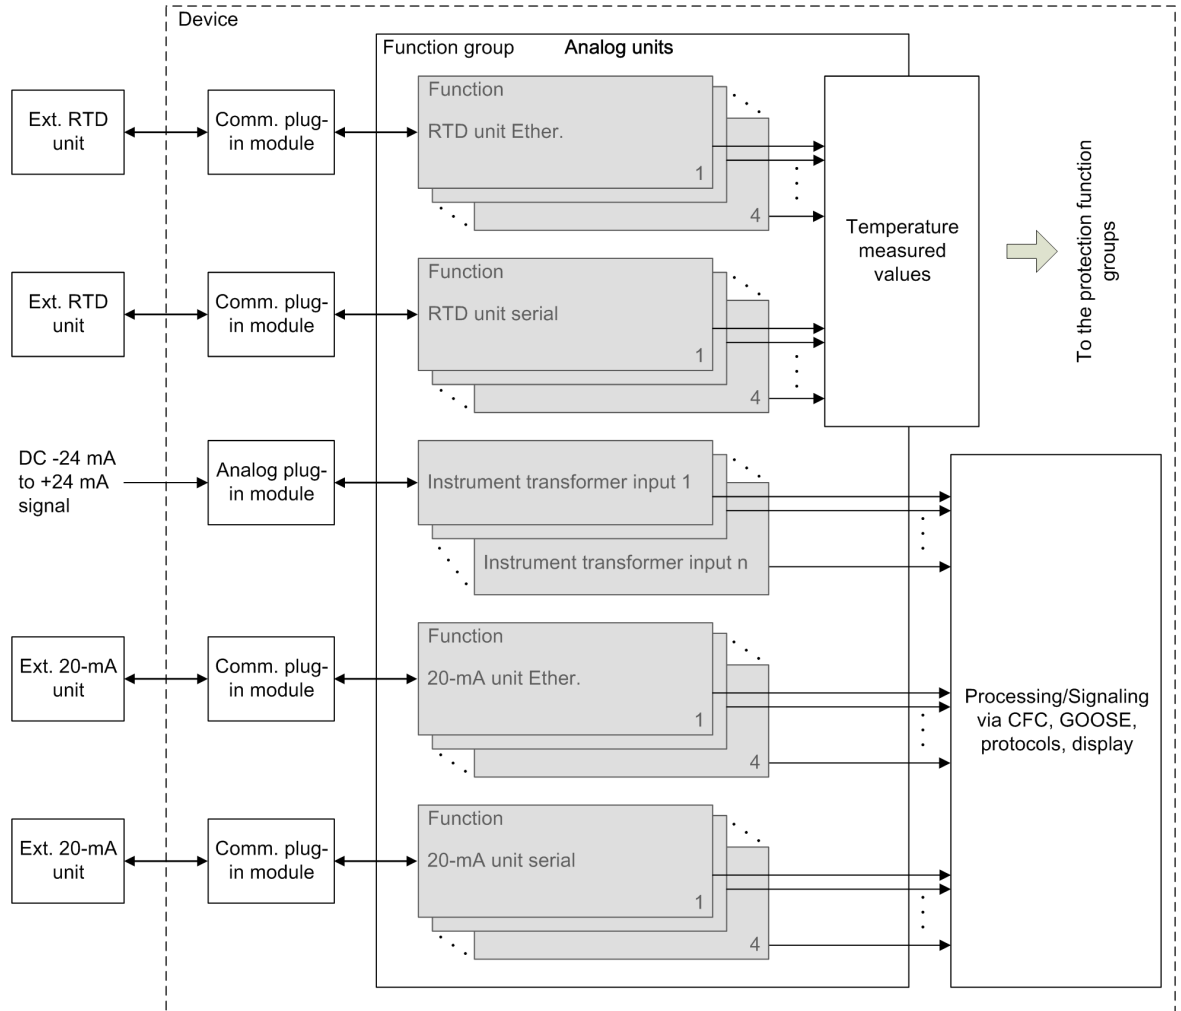 Device
Function group Analog units
Ext. RTD
unit
Comm. plug-
in module
Function
RTD unit Ether.
1
4
Temperature
measured
values
To the protection function
groups
Ext. RTD
unit
Comm. plug-
in module
Function
RTD unit serial
1
4
DC -24 mA
to +24 mA
signal
Analog plug-
in module
Instrument transformer input 1
Instrument transformer input n
Ext. 20-mA
unit
Comm. plug-
in module
Function
20-mA unit Ether.
1
4
Processing/Signaling
via CFC, GOOSE,
protocols, display
Ext. 20-mA
unit
Comm. plug-
in module
Function
20-mA unit serial
1
4